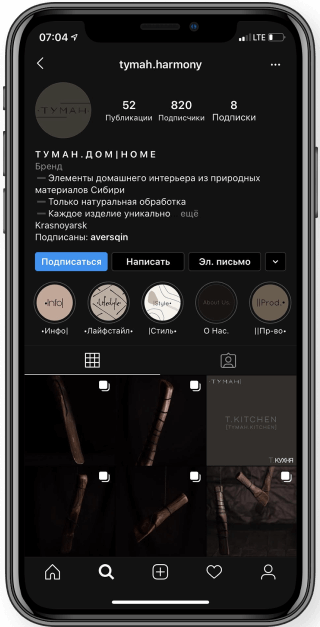 07:04
LTE
tymah.harmony
ТУМАН
52
820
8
Публикации
Подписчики
Подписки
ТУМАН.ДОМ|HOME
Бренд
— Элементы домашнего интерьера из природных
материалов Сибири
— Только натуральная обработка
— Каждое изделие уникально ещё
Krasnoyarsk
Подписаны: aversqin
Подписаться
Написать
Эл. письмо
•Info|
Lifestyle
|Style•
About Us
||Prod.•
•Инфо|
•Лайфстайл•
|Стиль•
О Нас.
||Пр-во•
ТУМАН|
T.KITCHEN
[ТУМАН.KITCHEN]
Т КУХНЯ